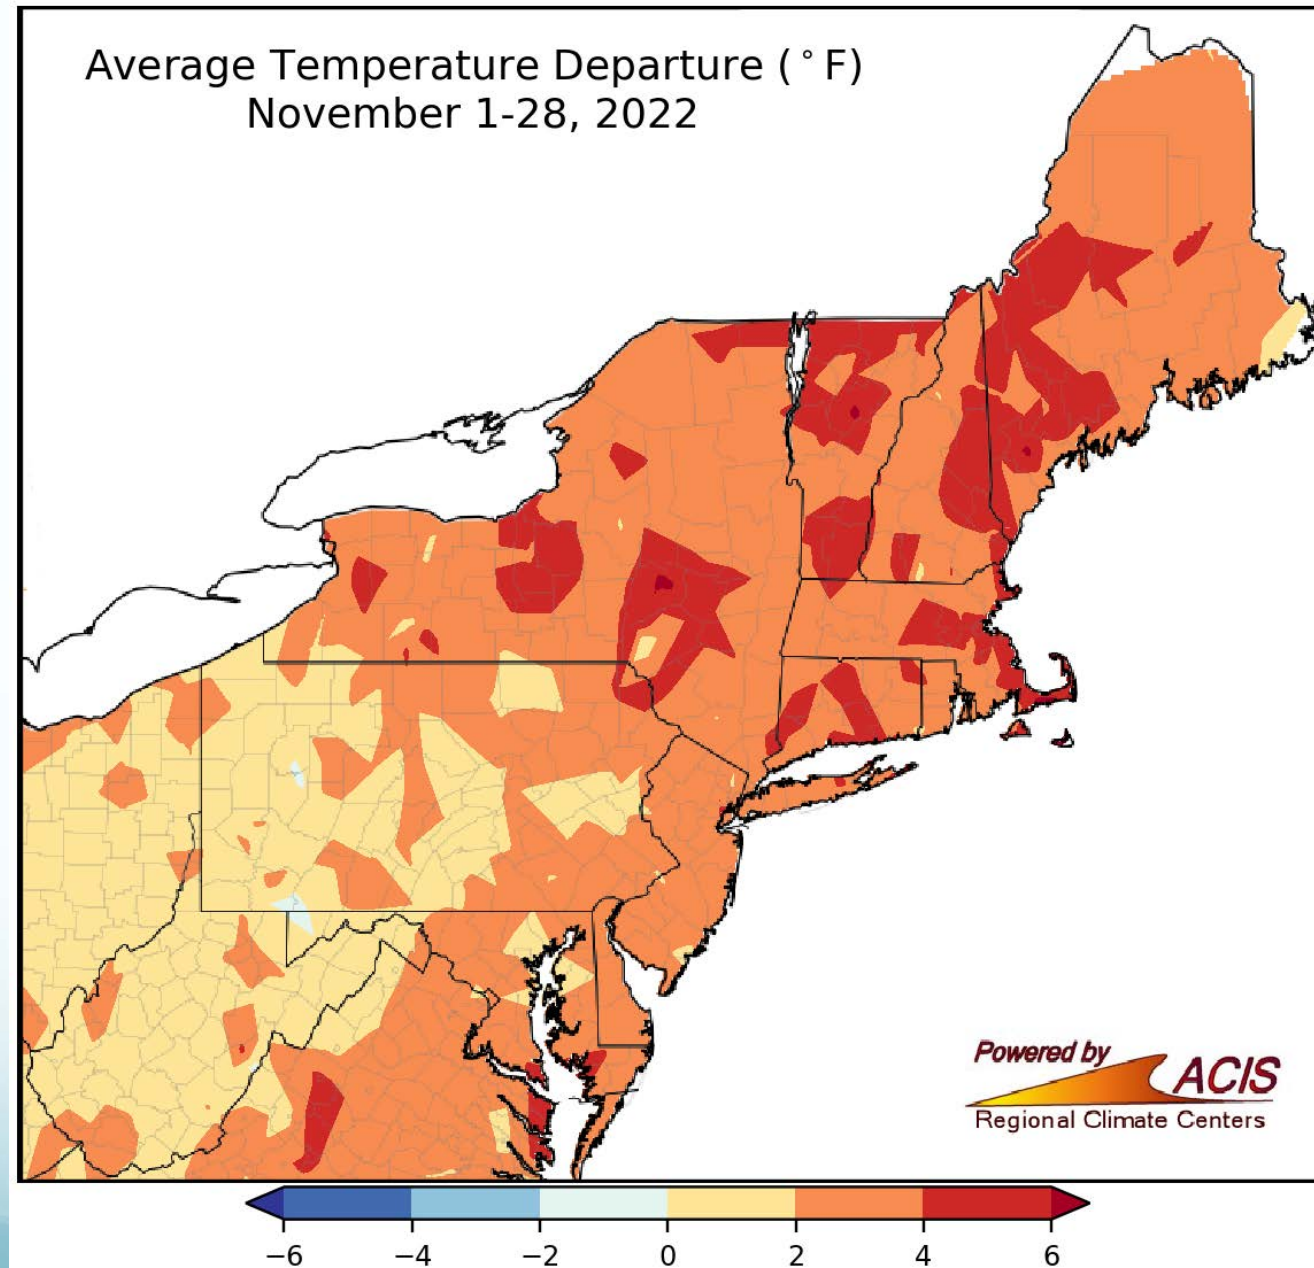 Average Temperature Departure (°F)
November 1-28, 2022
Powered by
ACIS
Regional Climate Centers
−6 −4 −2 0 2 4 6